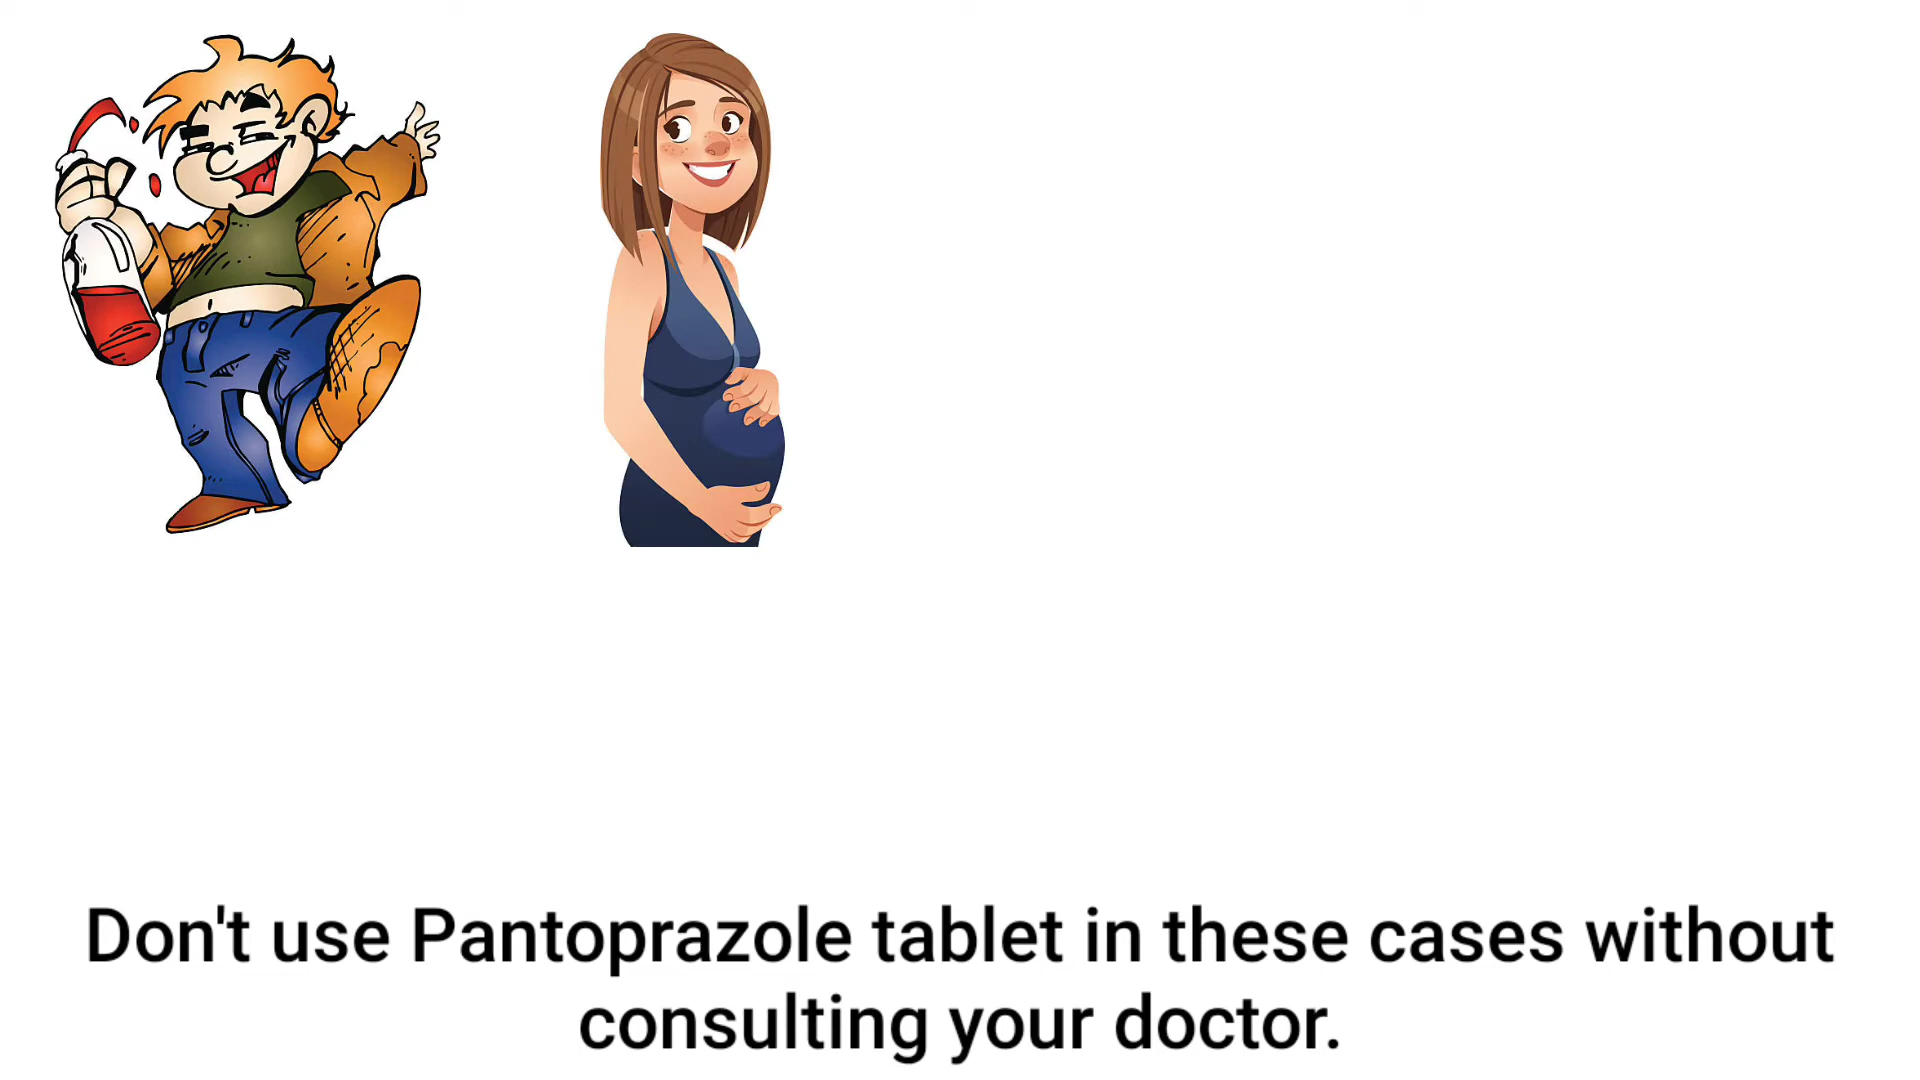 Don't use Pantoprazole tablet in these cases without
consulting your doctor.